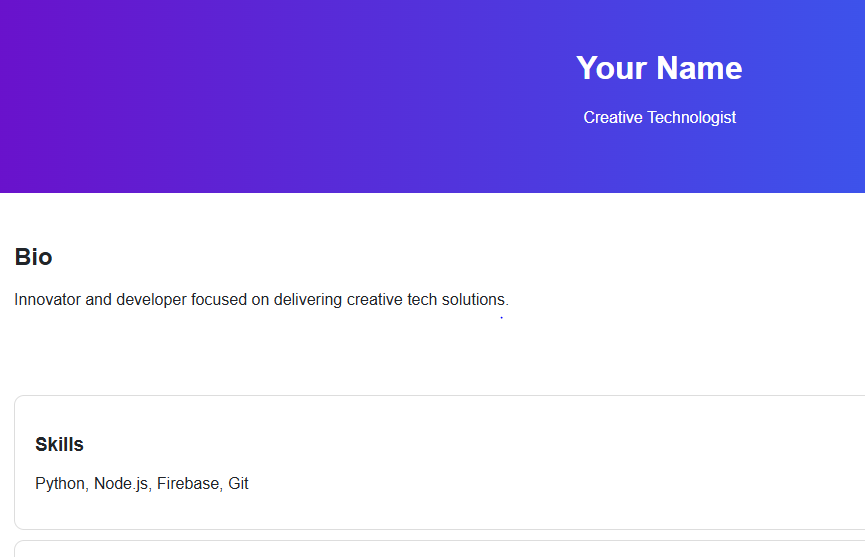 Your Name
Creative Technologist
Bio
Innovator and developer focused on delivering creative tech solutions.
Skills
Python, Node.js, Firebase, Git